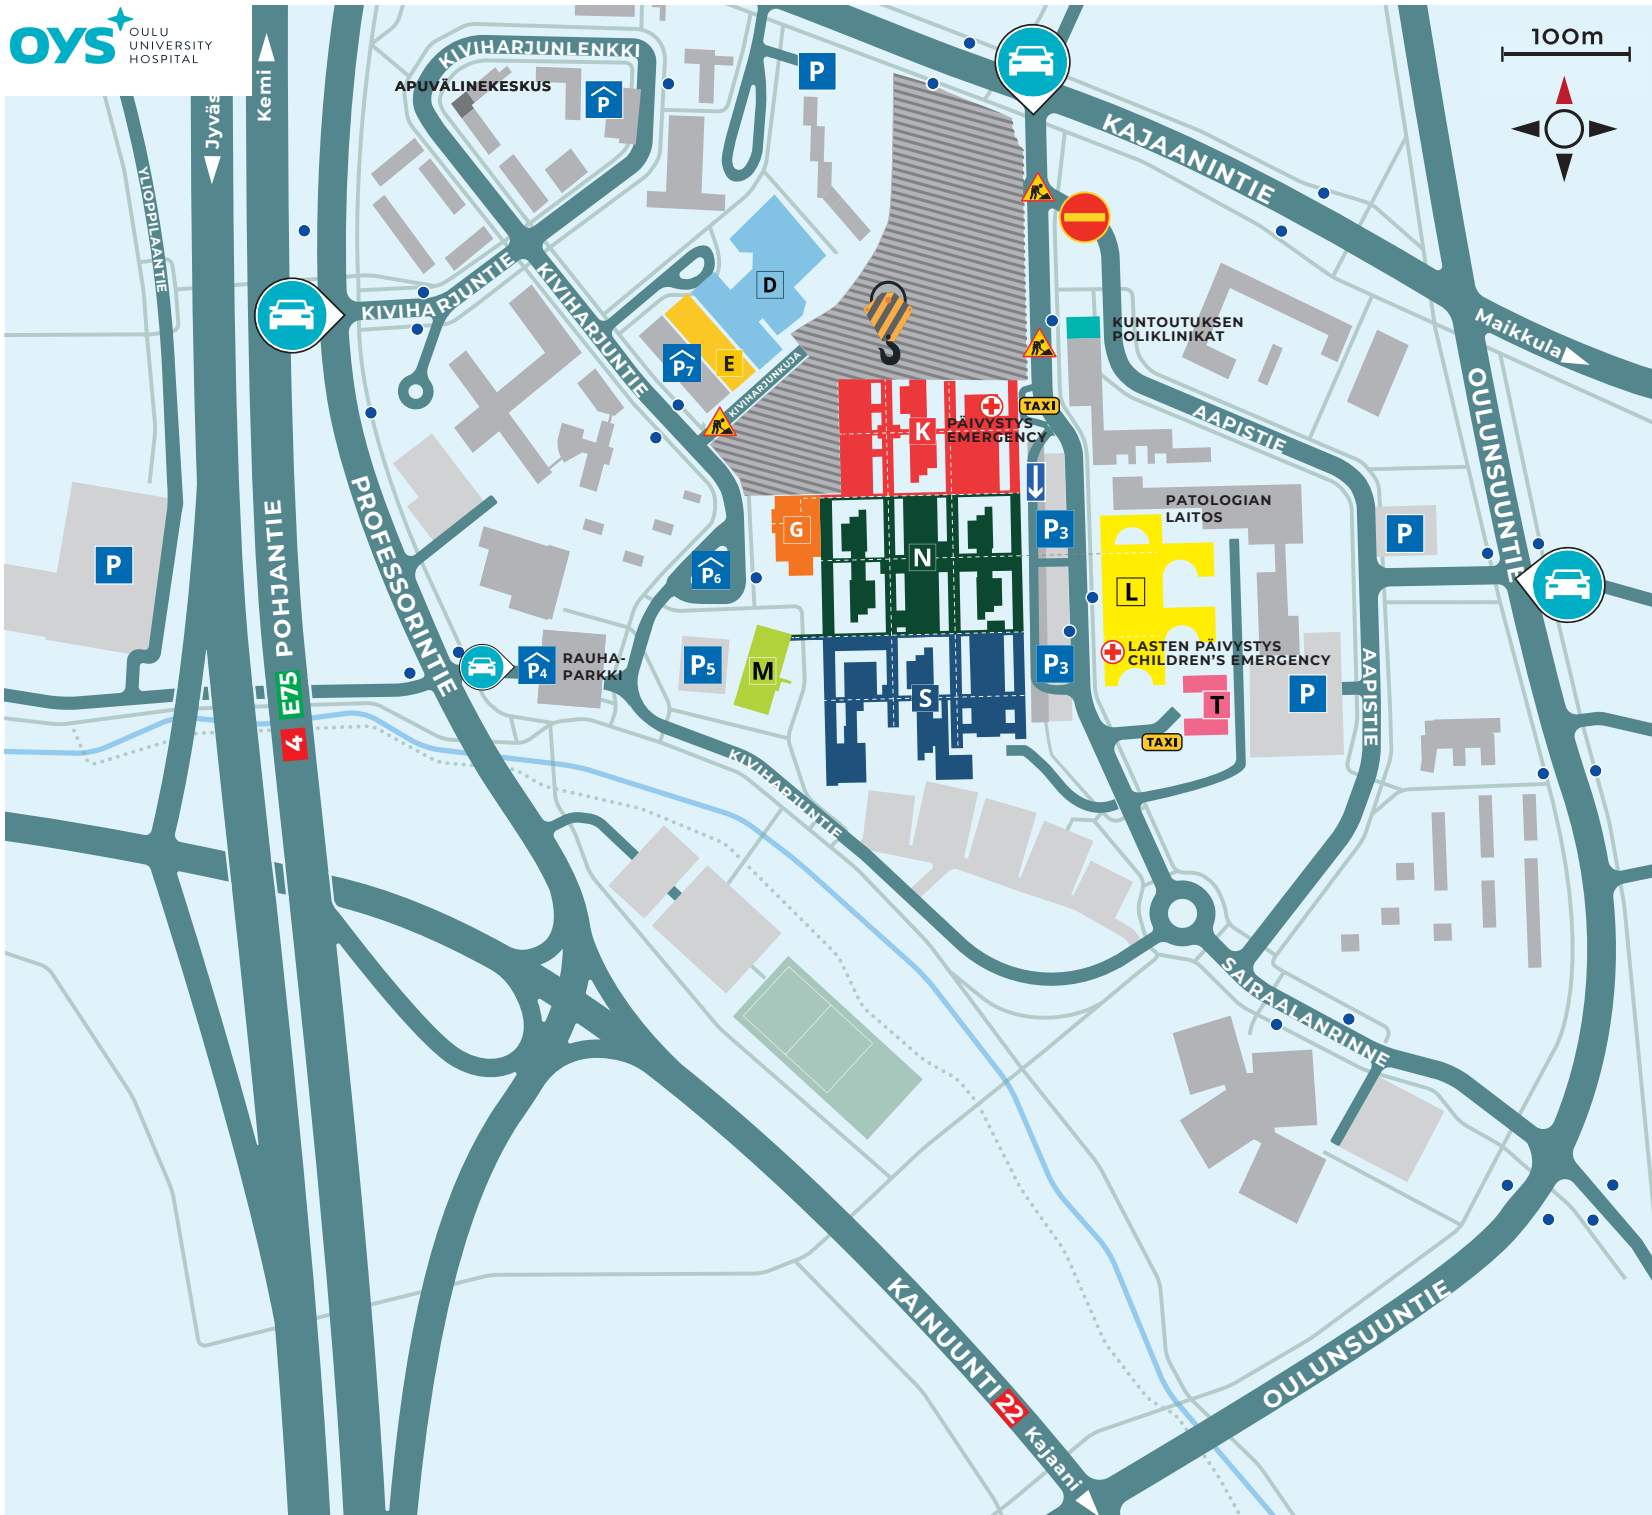 OYS
OULU
UNIVERSITY
HOSPITAL
Jyväs
Kemi
100m
KIVIHARJUNLENKKI
APUVÄLINEKESKUS
P
P
KAJAANINTIE
YLIOPPILAANTIE
KIVIHARJUNTIE
KIVIHARJUNTIE
D
E
P7
KIVIHARJUNKUJA
KUNTOUTUKSEN
POLIKLINIKAT
Maikkula
OULUNSUUNTIE
TAXI
K
PÄIVYSTYS
EMERGENCY
AAPISTIE
PROFESSORINTIE
POHJANTIE
PATOLOGIAN
LAITOS
G
N
P3
P
P
P6
L
P4
RAUHA-
PARKKI
P5
M
S
P3
LASTEN PÄIVYSTYS
CHILDREN'S EMERGENCY
T
P
AAPISTIE
E75
4
TAXI
KIVIHARJUNTIE
SAIRAALANRINNE
KAINUUNTI
22
Kajaani
OULUNSUUNTIE